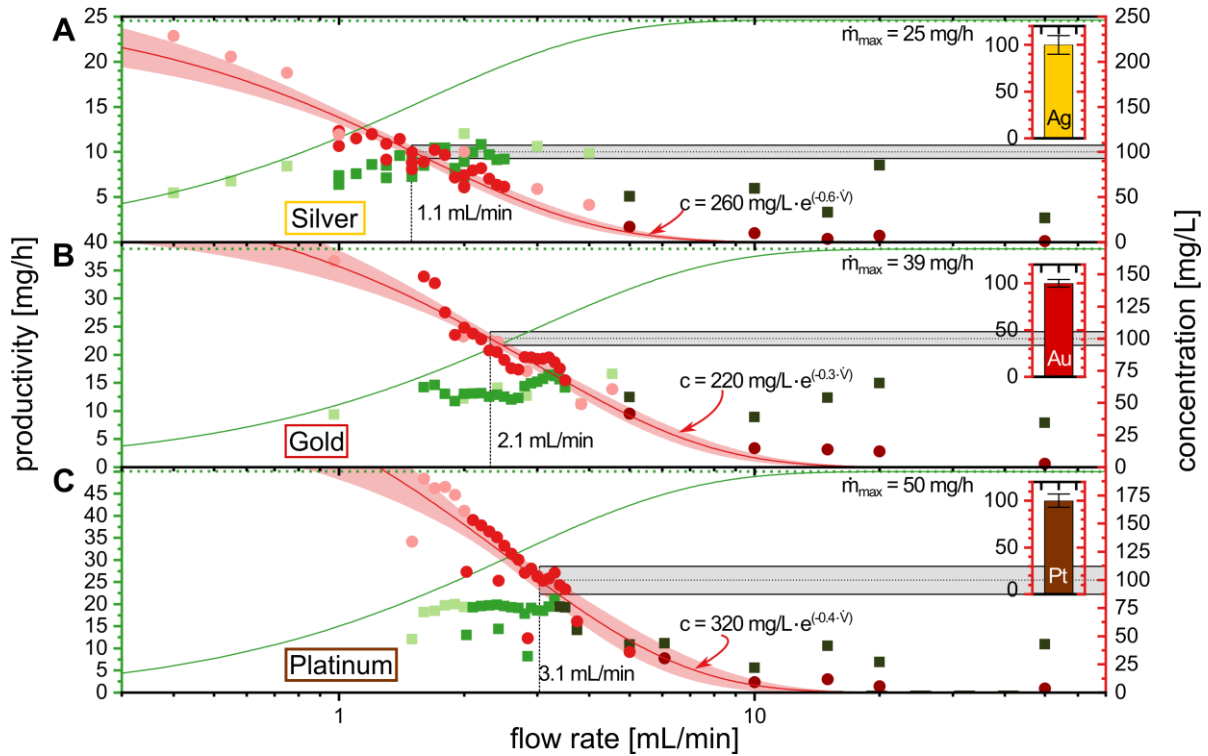 A
25
20
15
10
5
40
250
200
150
100
50
0
ṁmax = 25 mg/h
100
50
0
Ag
Silver
1.1 mL/min
c = 260 mg/L·e(-0.6·V̇)
B
35
30
25
20
15
10
5
0
150
125
100
75
50
25
0
ṁmax = 39 mg/h
100
50
0
Au
Gold
2.1 mL/min
c = 220 mg/L·e(-0.3·V̇)
C
45
40
35
30
25
20
15
10
5
0
175
150
125
100
75
50
25
0
ṁmax = 50 mg/h
100
50
0
Pt
Platinum
3.1 mL/min
c = 320 mg/L·e(-0.4·V̇)
productivity [mg/h]
concentration [mg/L]
1
10
flow rate [mL/min]